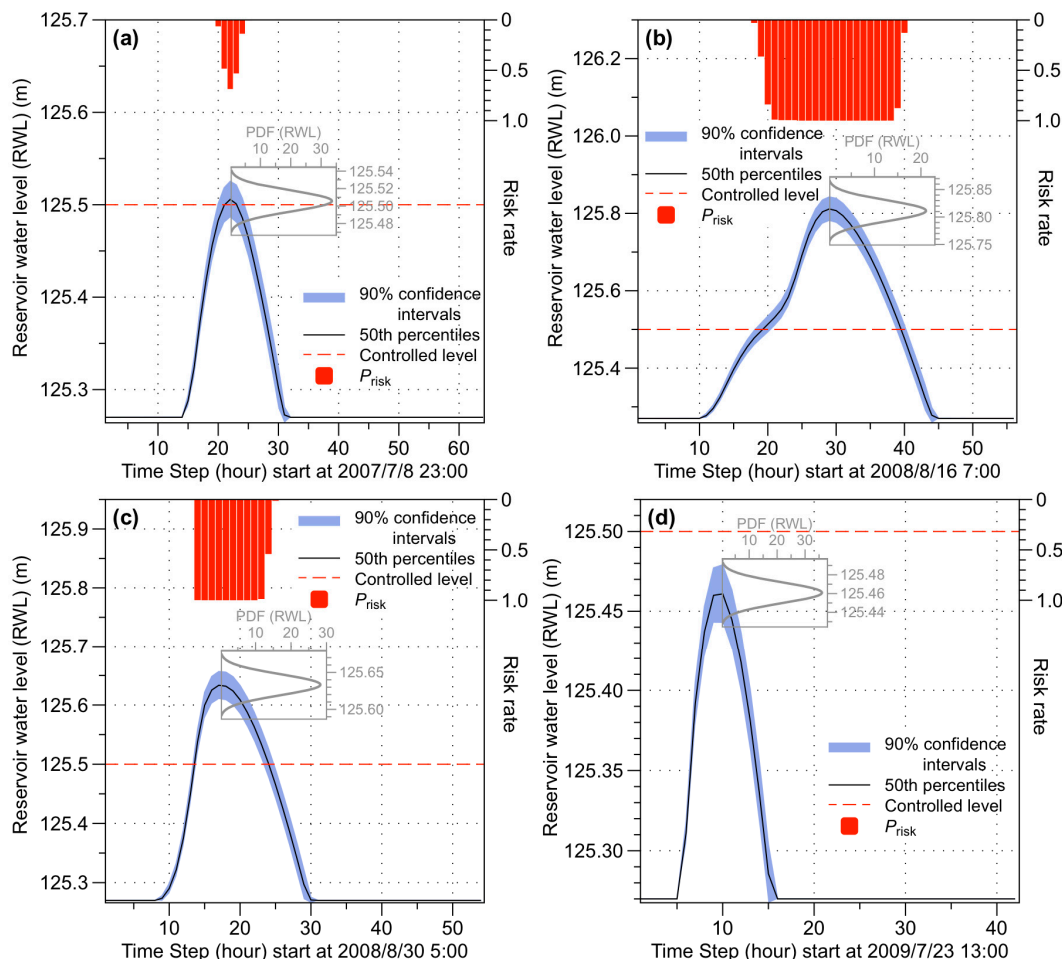 (a)
Reservoir water level (RWL) (m)
125.7
125.6
125.5
125.4
125.3
0
0.5
1.0
Risk rate
PDF (RWL)
10 20 30
125.54
125.52
125.50
125.48
90% confidence
intervals
50th percentiles
Controlled level
Prisk
10 20 30 40 50 60
Time Step (hour) start at 2007/7/8 23:00
(b)
Reservoir water level (RWL) (m)
126.2
126.0
125.8
125.6
125.4
0
0.5
1.0
Risk rate
90% confidence
intervals
50th percentiles
Controlled level
Prisk
PDF (RWL)
10 20
125.85
125.80
125.75
10 20 30 40 50
Time Step (hour) start at 2008/8/16 7:00
(c)
Reservoir water level (RWL) (m)
125.9
125.8
125.7
125.6
125.5
125.4
125.3
0
0.5
1.0
Risk rate
90% confidence
intervals
50th percentiles
Controlled level
Prisk
PDF (RWL)
10 20 30
125.65
125.60
10 20 30 40 50
Time Step (hour) start at 2008/8/30 5:00
(d)
Reservoir water level (RWL) (m)
125.50
125.45
125.40
125.35
125.30
0
0.5
1.0
Risk rate
PDF (RWL)
10 20 30
125.48
125.46
125.44
90% confidence
intervals
50th percentiles
Controlled level
Prisk
10 20 30 40
Time Step (hour) start at 2009/7/23 13:00